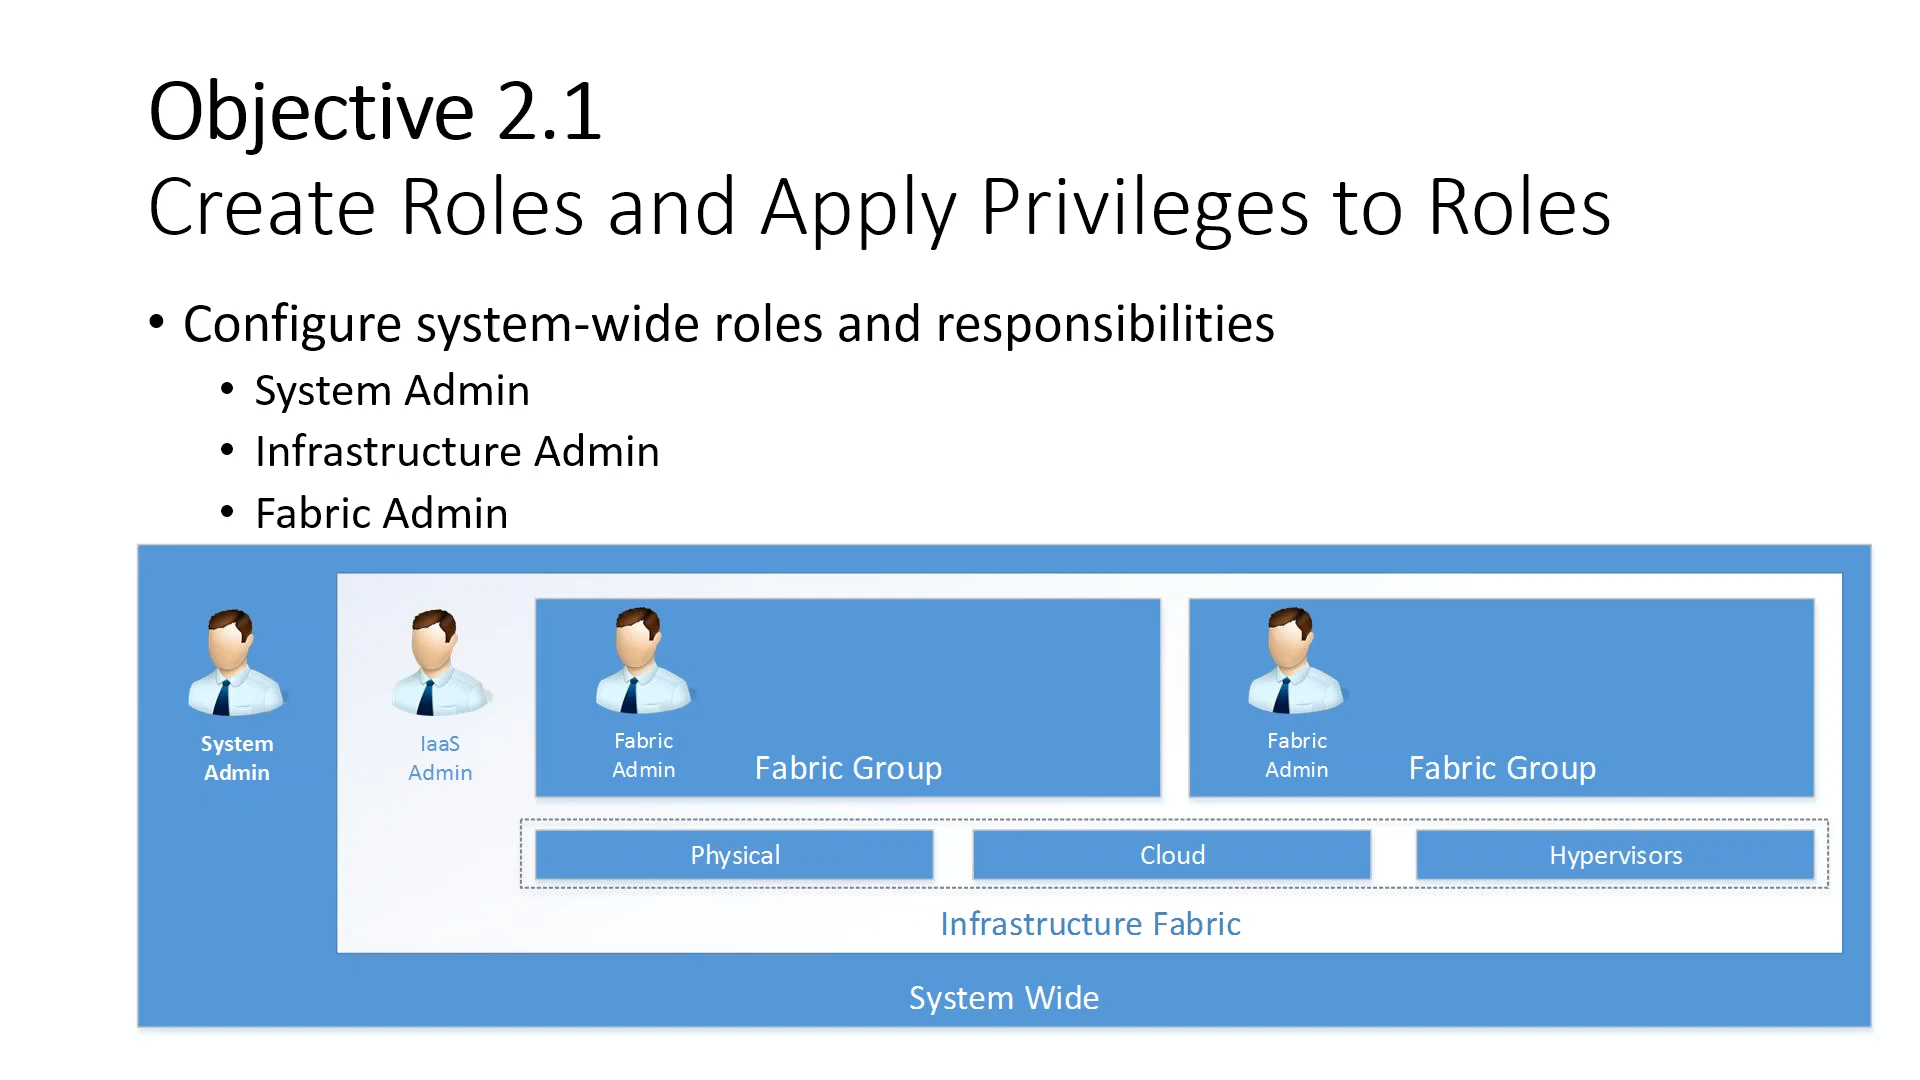 Objective 2.1
Create Roles and Apply Privileges to Roles
• Configure system-wide roles and responsibilities
• System Admin
• Infrastructure Admin
• Fabric Admin
System
Admin
IaaS
Admin
Fabric
Admin
Fabric Group
Fabric
Admin
Fabric Group
Physical
Cloud
Hypervisors
Infrastructure Fabric
System Wide